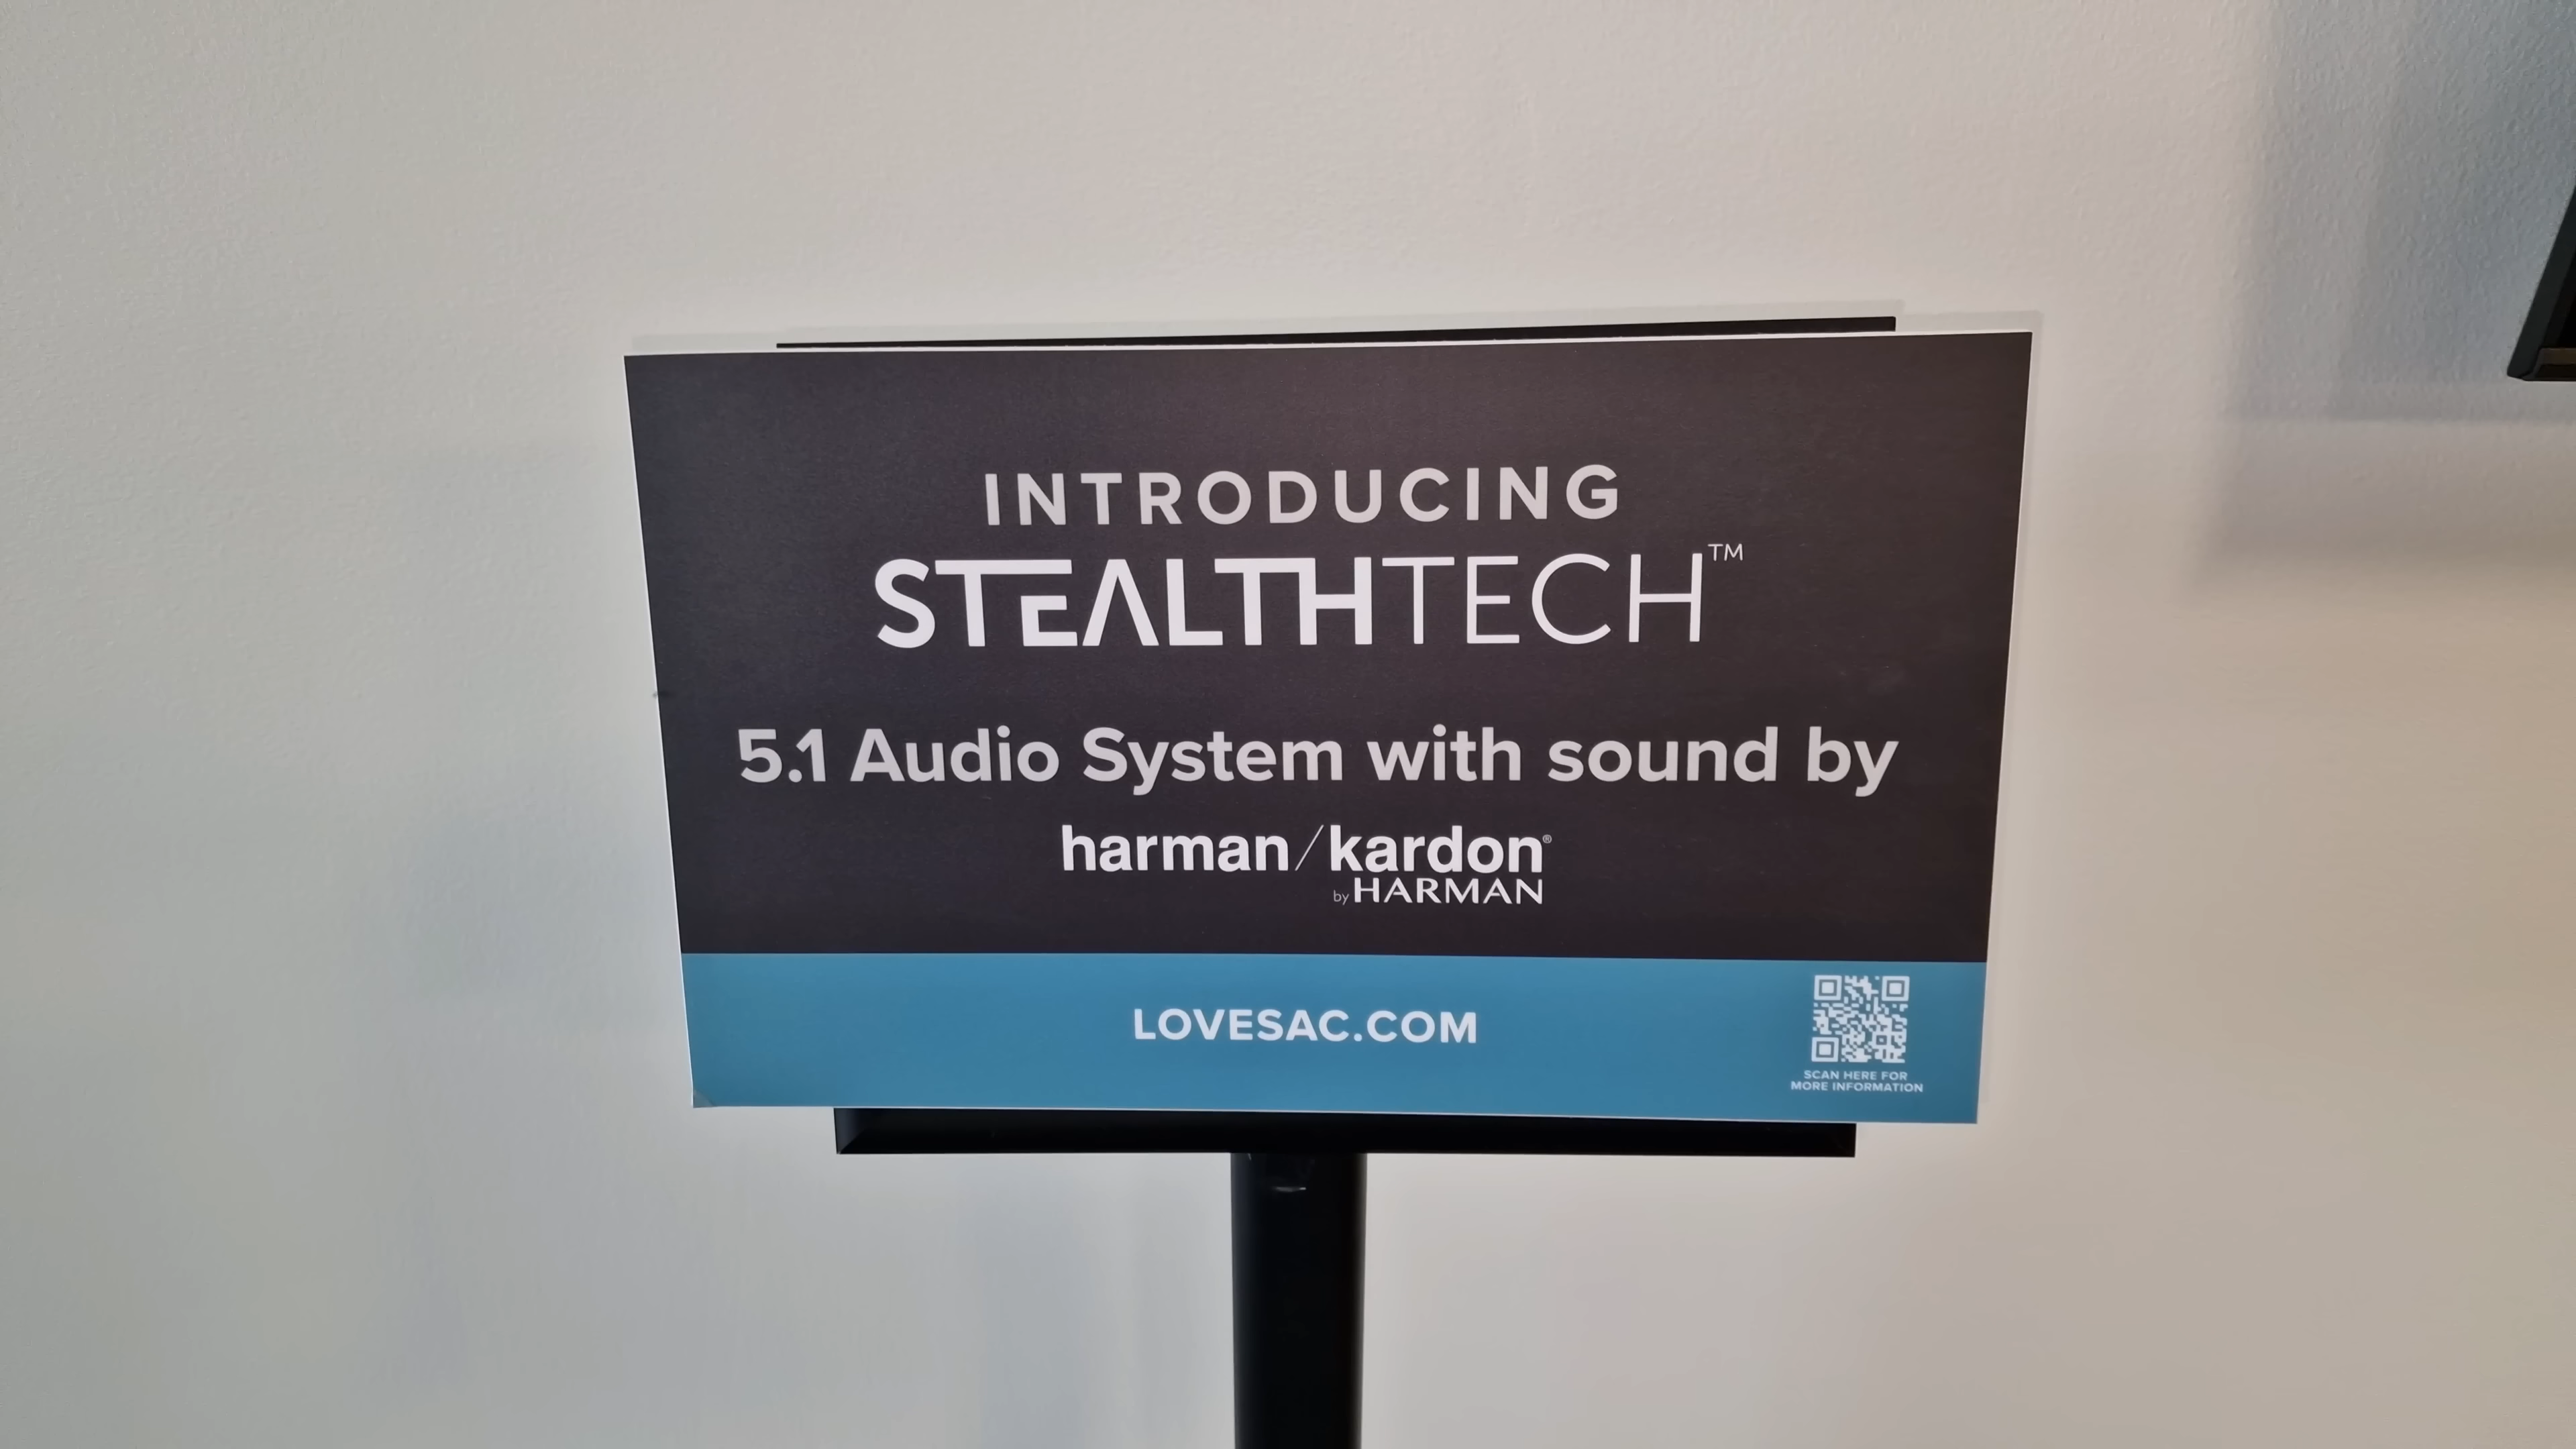 INTRODUCING
STEALTHTECH™
5.1 Audio System with sound by
harman/kardon®
by HARMAN
LOVESAC.COM
SCAN HERE FOR
MORE INFORMATION